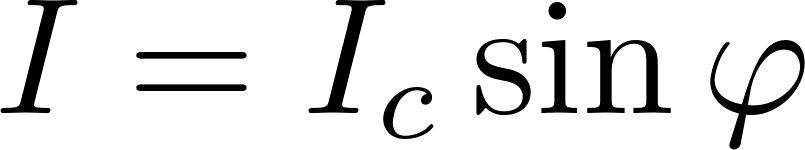 I = I_c sin φ